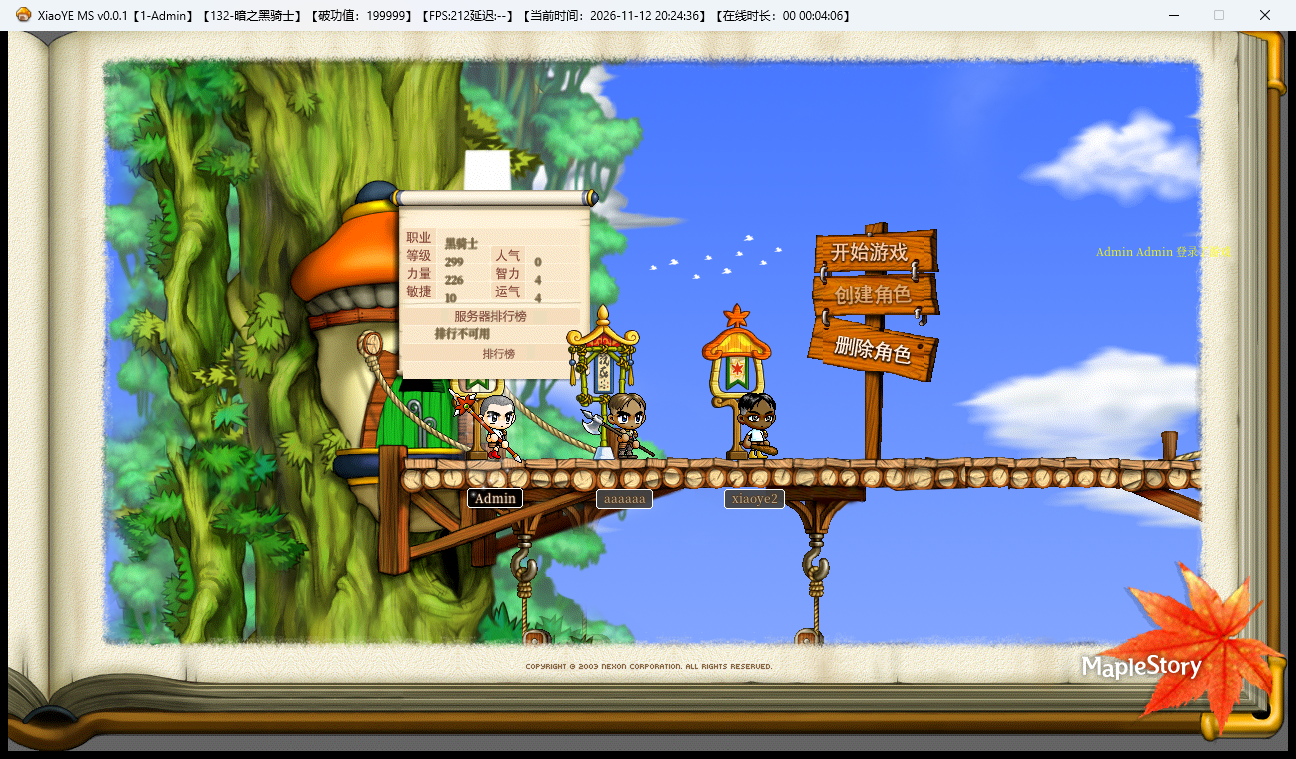 XiaoYE MS v0.0.1【1-Admin】【132-暗之黑骑士】【破功值：199999】【FPS:212延迟:--】【当前时间：2026-11-12 20:24:36】【在线时长：00 00:04:06】
职业 黑骑士
等级 299 人气 0
力量 226 智力 4
敏捷 10 运气 4
服务器排行榜
排行不可用
排行榜
开始游戏
创建角色
删除角色
Admin Admin 登录
*Admin
aaaaaa
xiaoye2
COPYRIGHT © 2003 NEXON CORPORATION. ALL RIGHTS RESERVED.
MapleStory